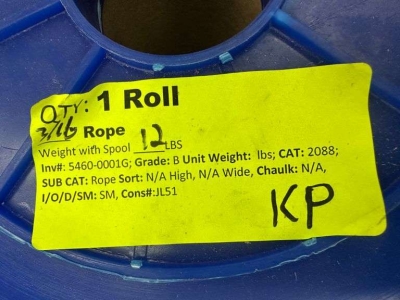 QTY: 1 Roll
3/16 Rope
Weight with Spool 12 LBS
Inv#: 5460-0001G; Grade: B Unit Weight: lbs; CAT: 2088;
SUB CAT: Rope Sort: N/A High, N/A Wide, Chaulk: N/A,
I/O/D/SM: SM, Cons#:JL51
KP